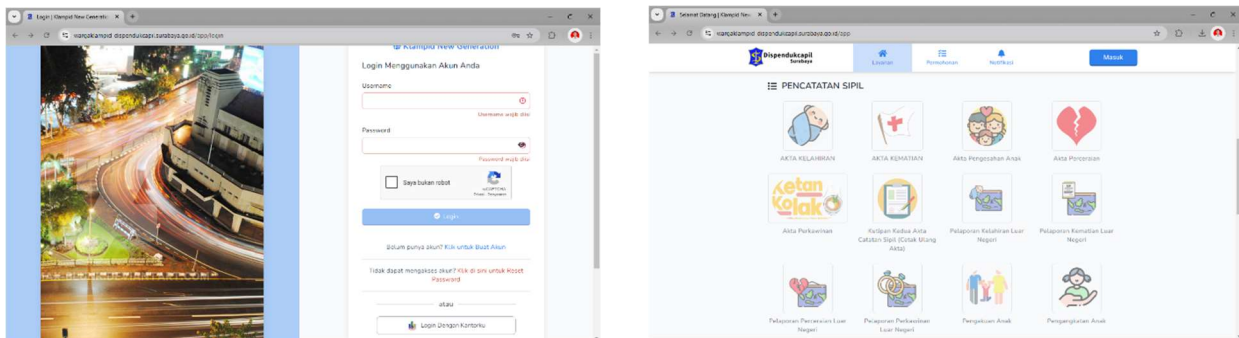 Login | Klampid New Generatio
wargaklampid-dispendukcapil.surabaya.go.id/app/login
Klampid New Generation
Login Menggunakan Akun Anda
Username
Username wajib diisi
Password
Password wajib diisi
Saya bukan robot
reCAPTCHA
Login
Belum punya akun? Klik untuk Buat Akun
Tidak dapat mengakses akun? Klik di sini untuk Reset
Password
atau
Login Dengan Kantorku
Selamat Datang | Klampid New
wargaklampid-dispendukcapil.surabaya.go.id/app
Dispendukcapil
Surabaya
Layanan
Permohonan
Notifikasi
Masuk
PENCATATAN SIPIL
AKTA KELAHIRAN
AKTA KEMATIAN
Akta Pengesahan Anak
Akta Perceraian
Ketan
Kolak
Akta Perkawinan
Kutipan Kedua Akta
Catatan Sipil (Cetak Ulang
Akta)
Pelaporan Kelahiran Luar
Negeri
Pelaporan Kematian Luar
Negeri
Pelaporan Perceraian Luar
Negeri
Pelaporan Perkawinan
Luar Negeri
Pengakuan Anak
Pengangkatan Anak